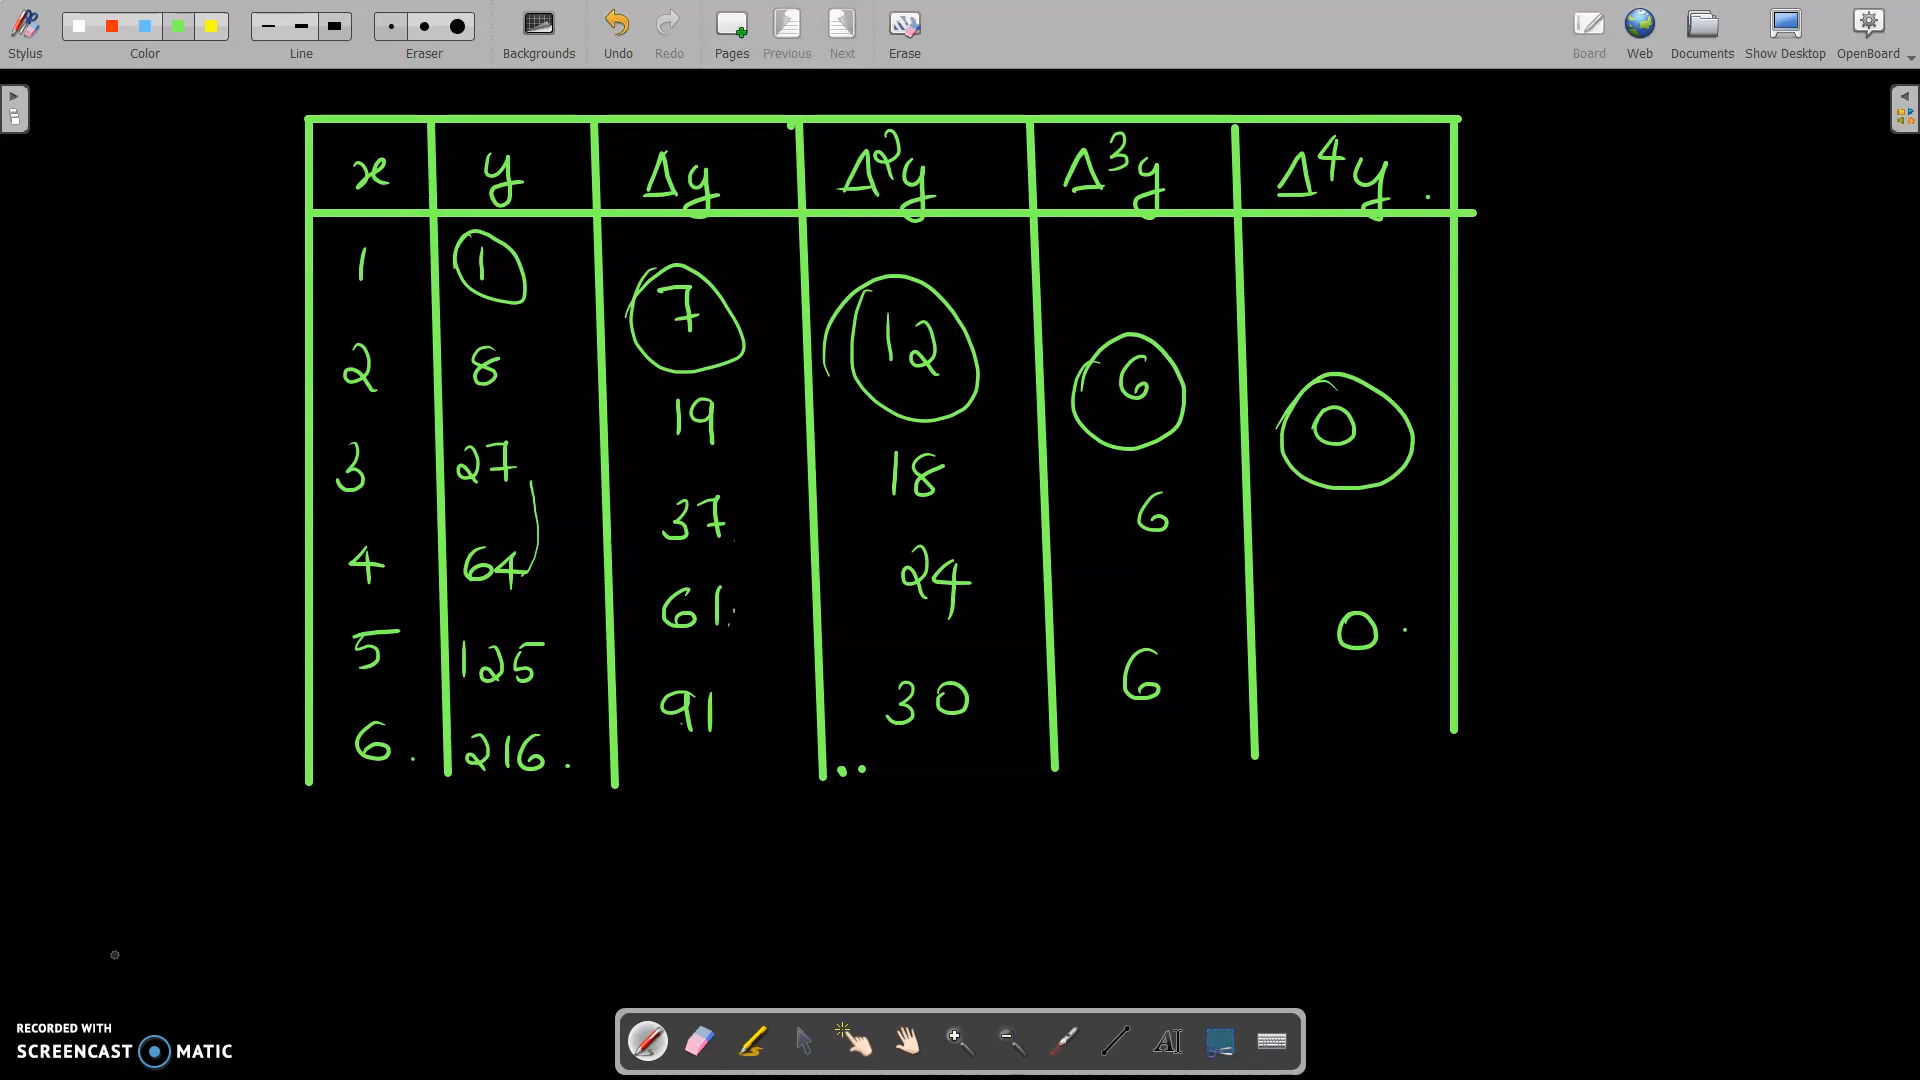 Stylus Color Line Eraser Backgrounds Undo Redo Pages Previous Next Erase Board Web Documents Show Desktop OpenBoard
x y Δy Δ²y Δ³y Δ⁴y .
1 1
7
2 8 12
19 6
3 27 18 0
37 6
4 64 24
61 0
5 125 6
91 30
6. 216.
RECORDED WITH
SCREENCAST MATIC